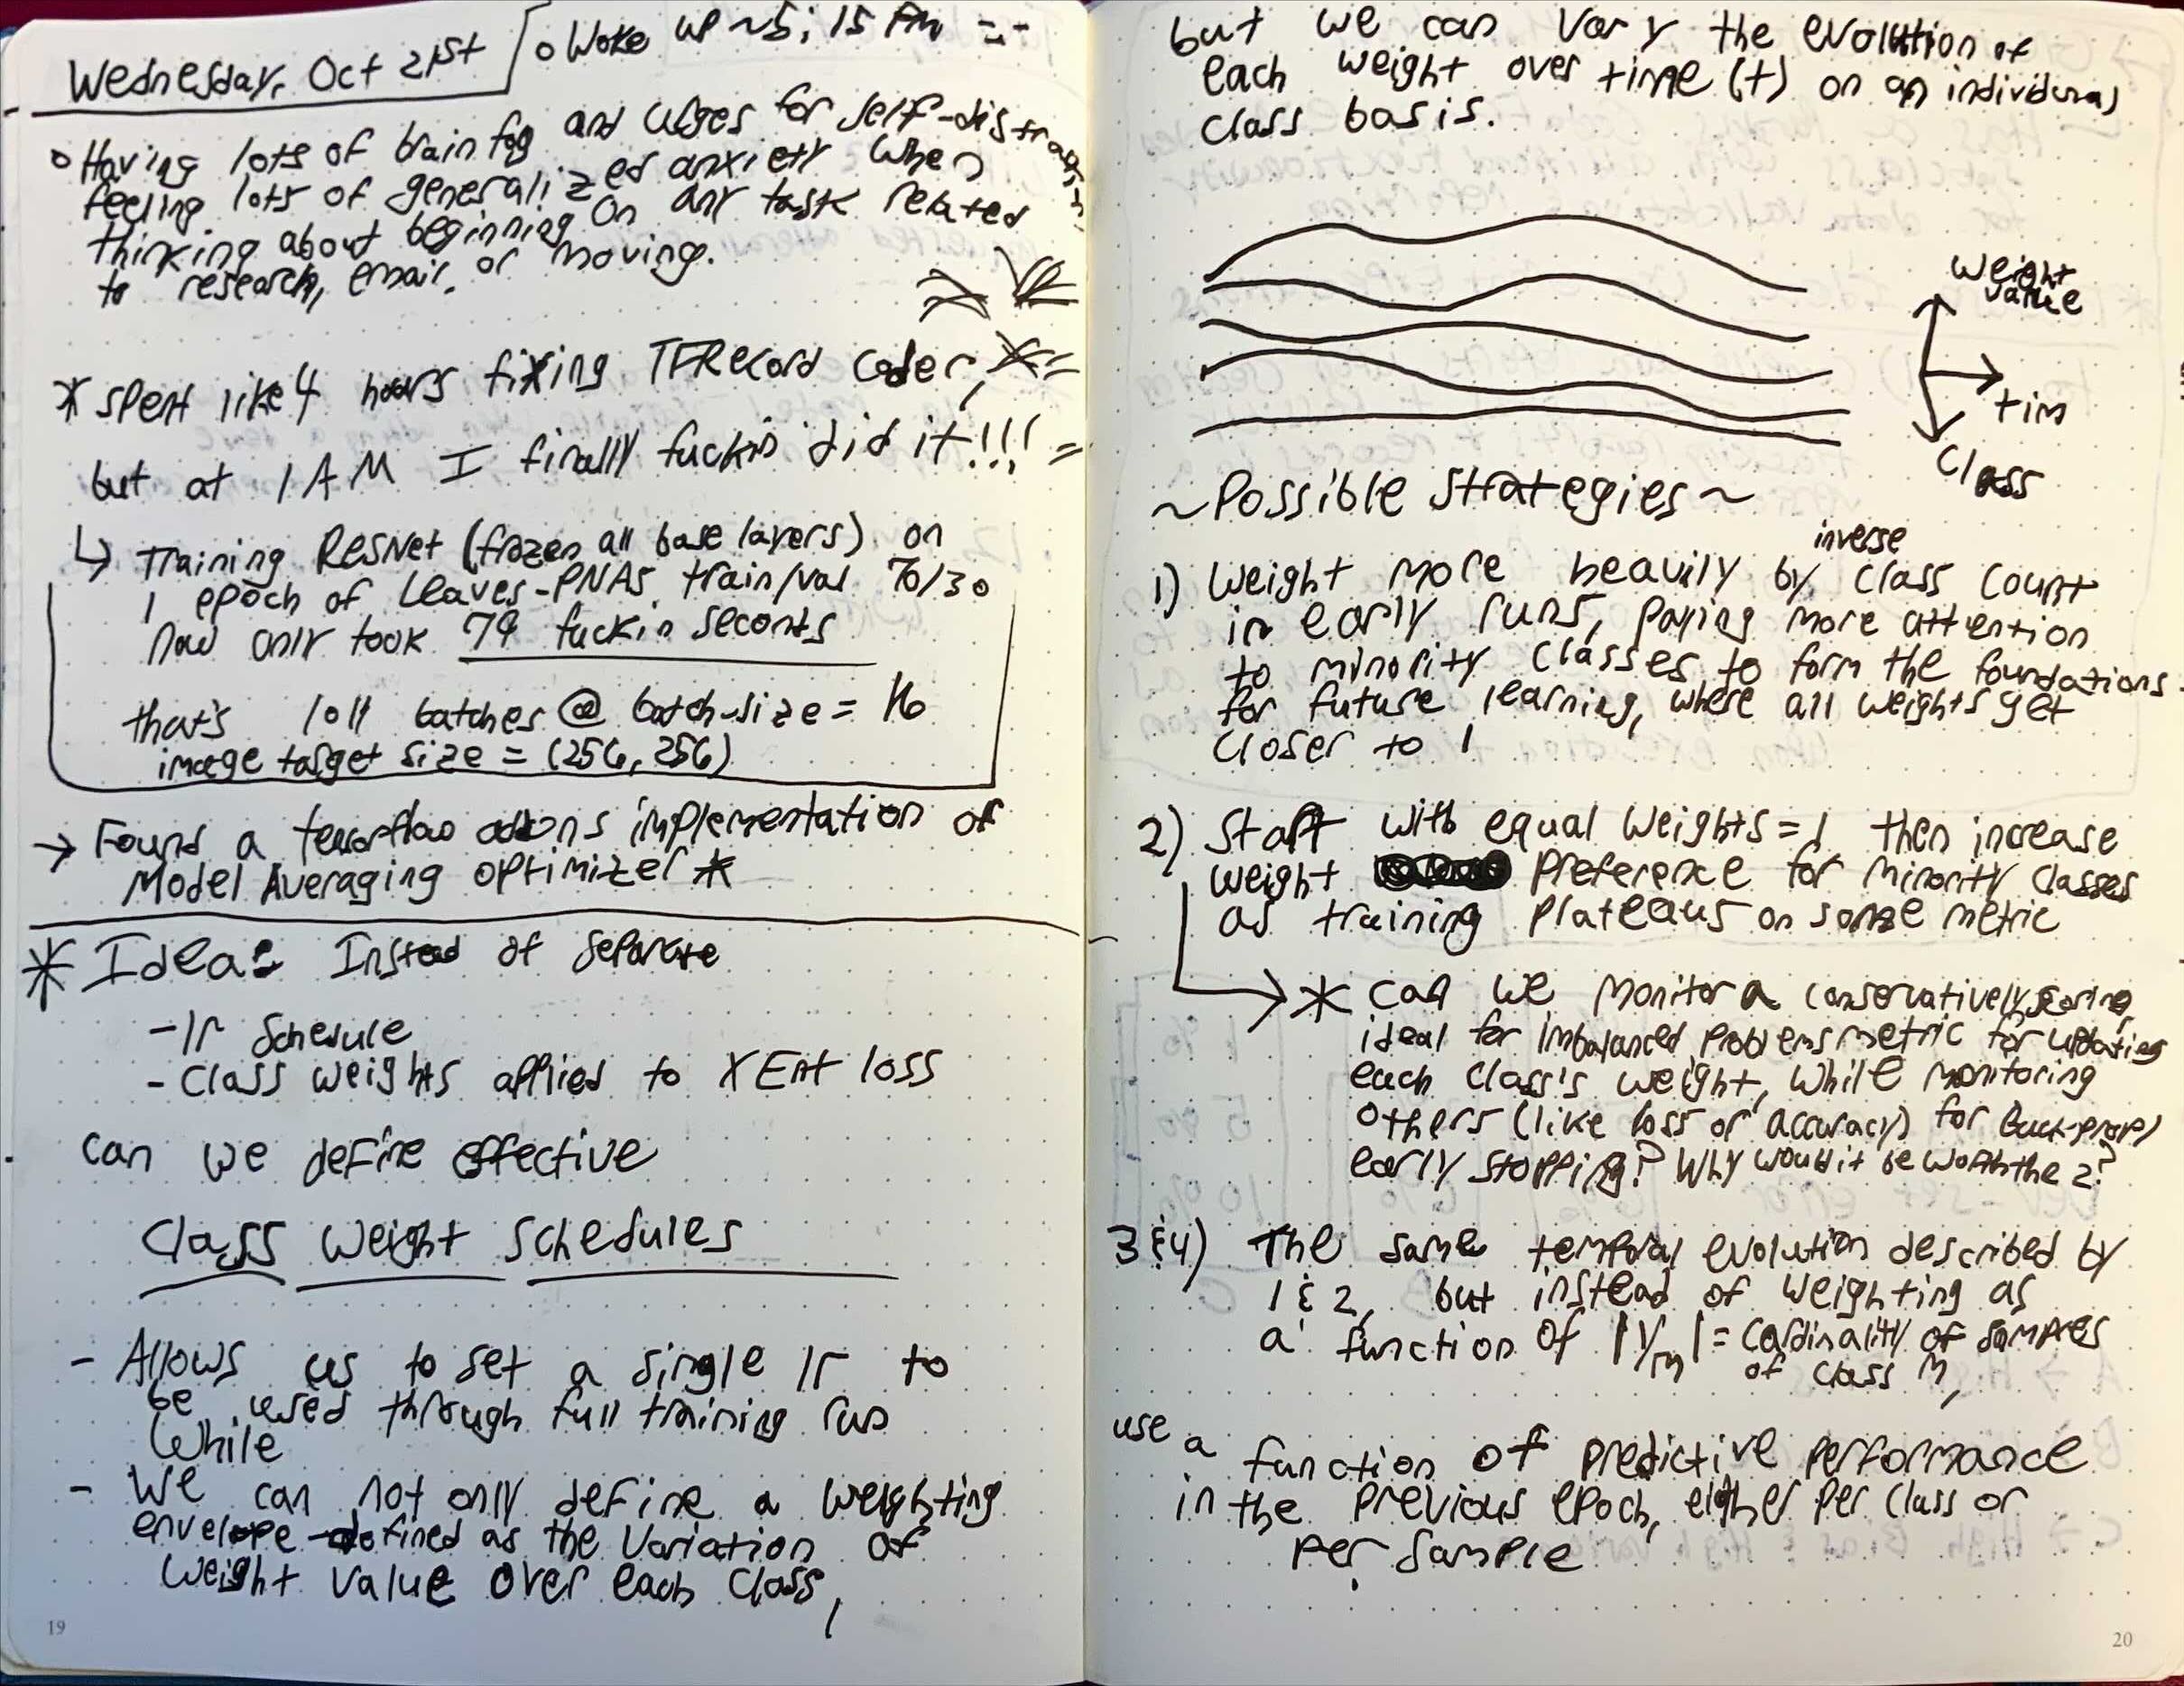 Wednesday, Oct 21st
o Woke up ~5:15 PM --
o Having lots of brain fog and urges for self-distraction
feeling lots of generalized anxiety when
thinking about beginning on any task related
to research, email, or moving.
* spent like 4 hours fixing TFRecord coder,
but at 1 AM I finally fuckin did it!!!
↳ Training ResNet (frozen all base layers) on
1 epoch of Leaves-PNAS train/val 70/30
now only took 79 fuckin seconts
that's 1011 batches @ batch-size = 16
image target size = (256, 256)
→ Found a tensorflow addons implementation of
Model Averaging optimizer *
* Idea: Instead of separate
- lr schedule
- Class weights applied to XEnt loss
can we define effective
Class Weight Schedules
- Allows us to set a single lr to
be used through full training run
While
- We can not only define a weighting
envelope - defined as the variation of
weight value over each class,
19
but we can vary the evolution of
each weight over time (t) on an individual
class basis.
weight
value
tim
Class
~Possible Strategies~
inverse
1) Weight more heavily by class count
in early runs, paying more attention
to minority classes to form the foundations
for future learning, where all weights get
closer to 1
2) Start with equal weights = 1, then increase
weight preference for minority classes
as training plateaus on some metric
→ * can we monitor a conservatively scoring,
ideal for imbalanced problems metric for updating
each class's weight, while monitoring
others (like loss or accuracy) for back-prop/
early stopping? Why would it be worth the 2?
3 & 4) The same temporal evolution described by
1 & 2, but instead of weighting as
a function of |Ym| = cardinality of samples
of class m,
use a function of predictive performance
in the previous epoch, either per class or
per sample
20